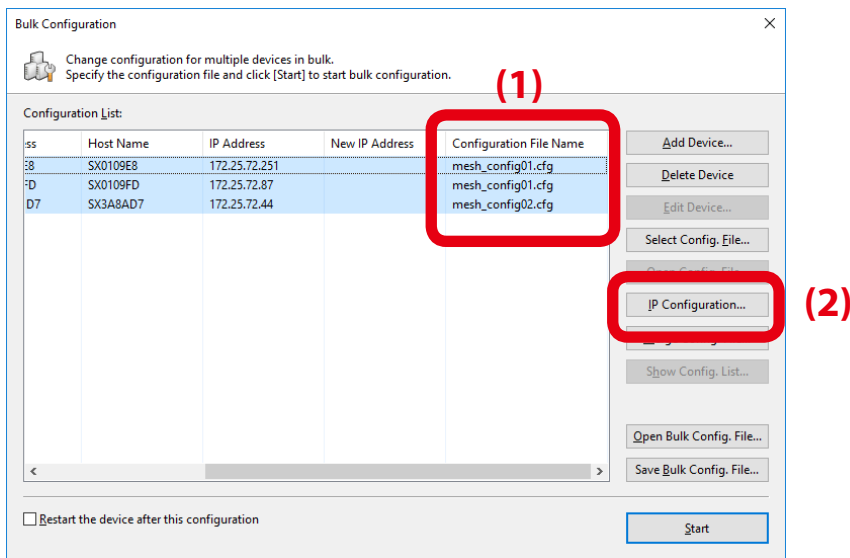 Bulk Configuration
Change configuration for multiple devices in bulk.
Specify the configuration file and click [Start] to start bulk configuration.
(1)
Configuration List:
ss Host Name IP Address New IP Address Configuration File Name
E8 SX0109E8 172.25.72.251 mesh_config01.cfg
FD SX0109FD 172.25.72.87 mesh_config01.cfg
D7 SX3A8AD7 172.25.72.44 mesh_config02.cfg
Add Device...
Delete Device
Edit Device...
Select Config. File...
IP Configuration...
(2)
Show Config. List...
Open Bulk Config. File...
Save Bulk Config. File...
Restart the device after this configuration
Start